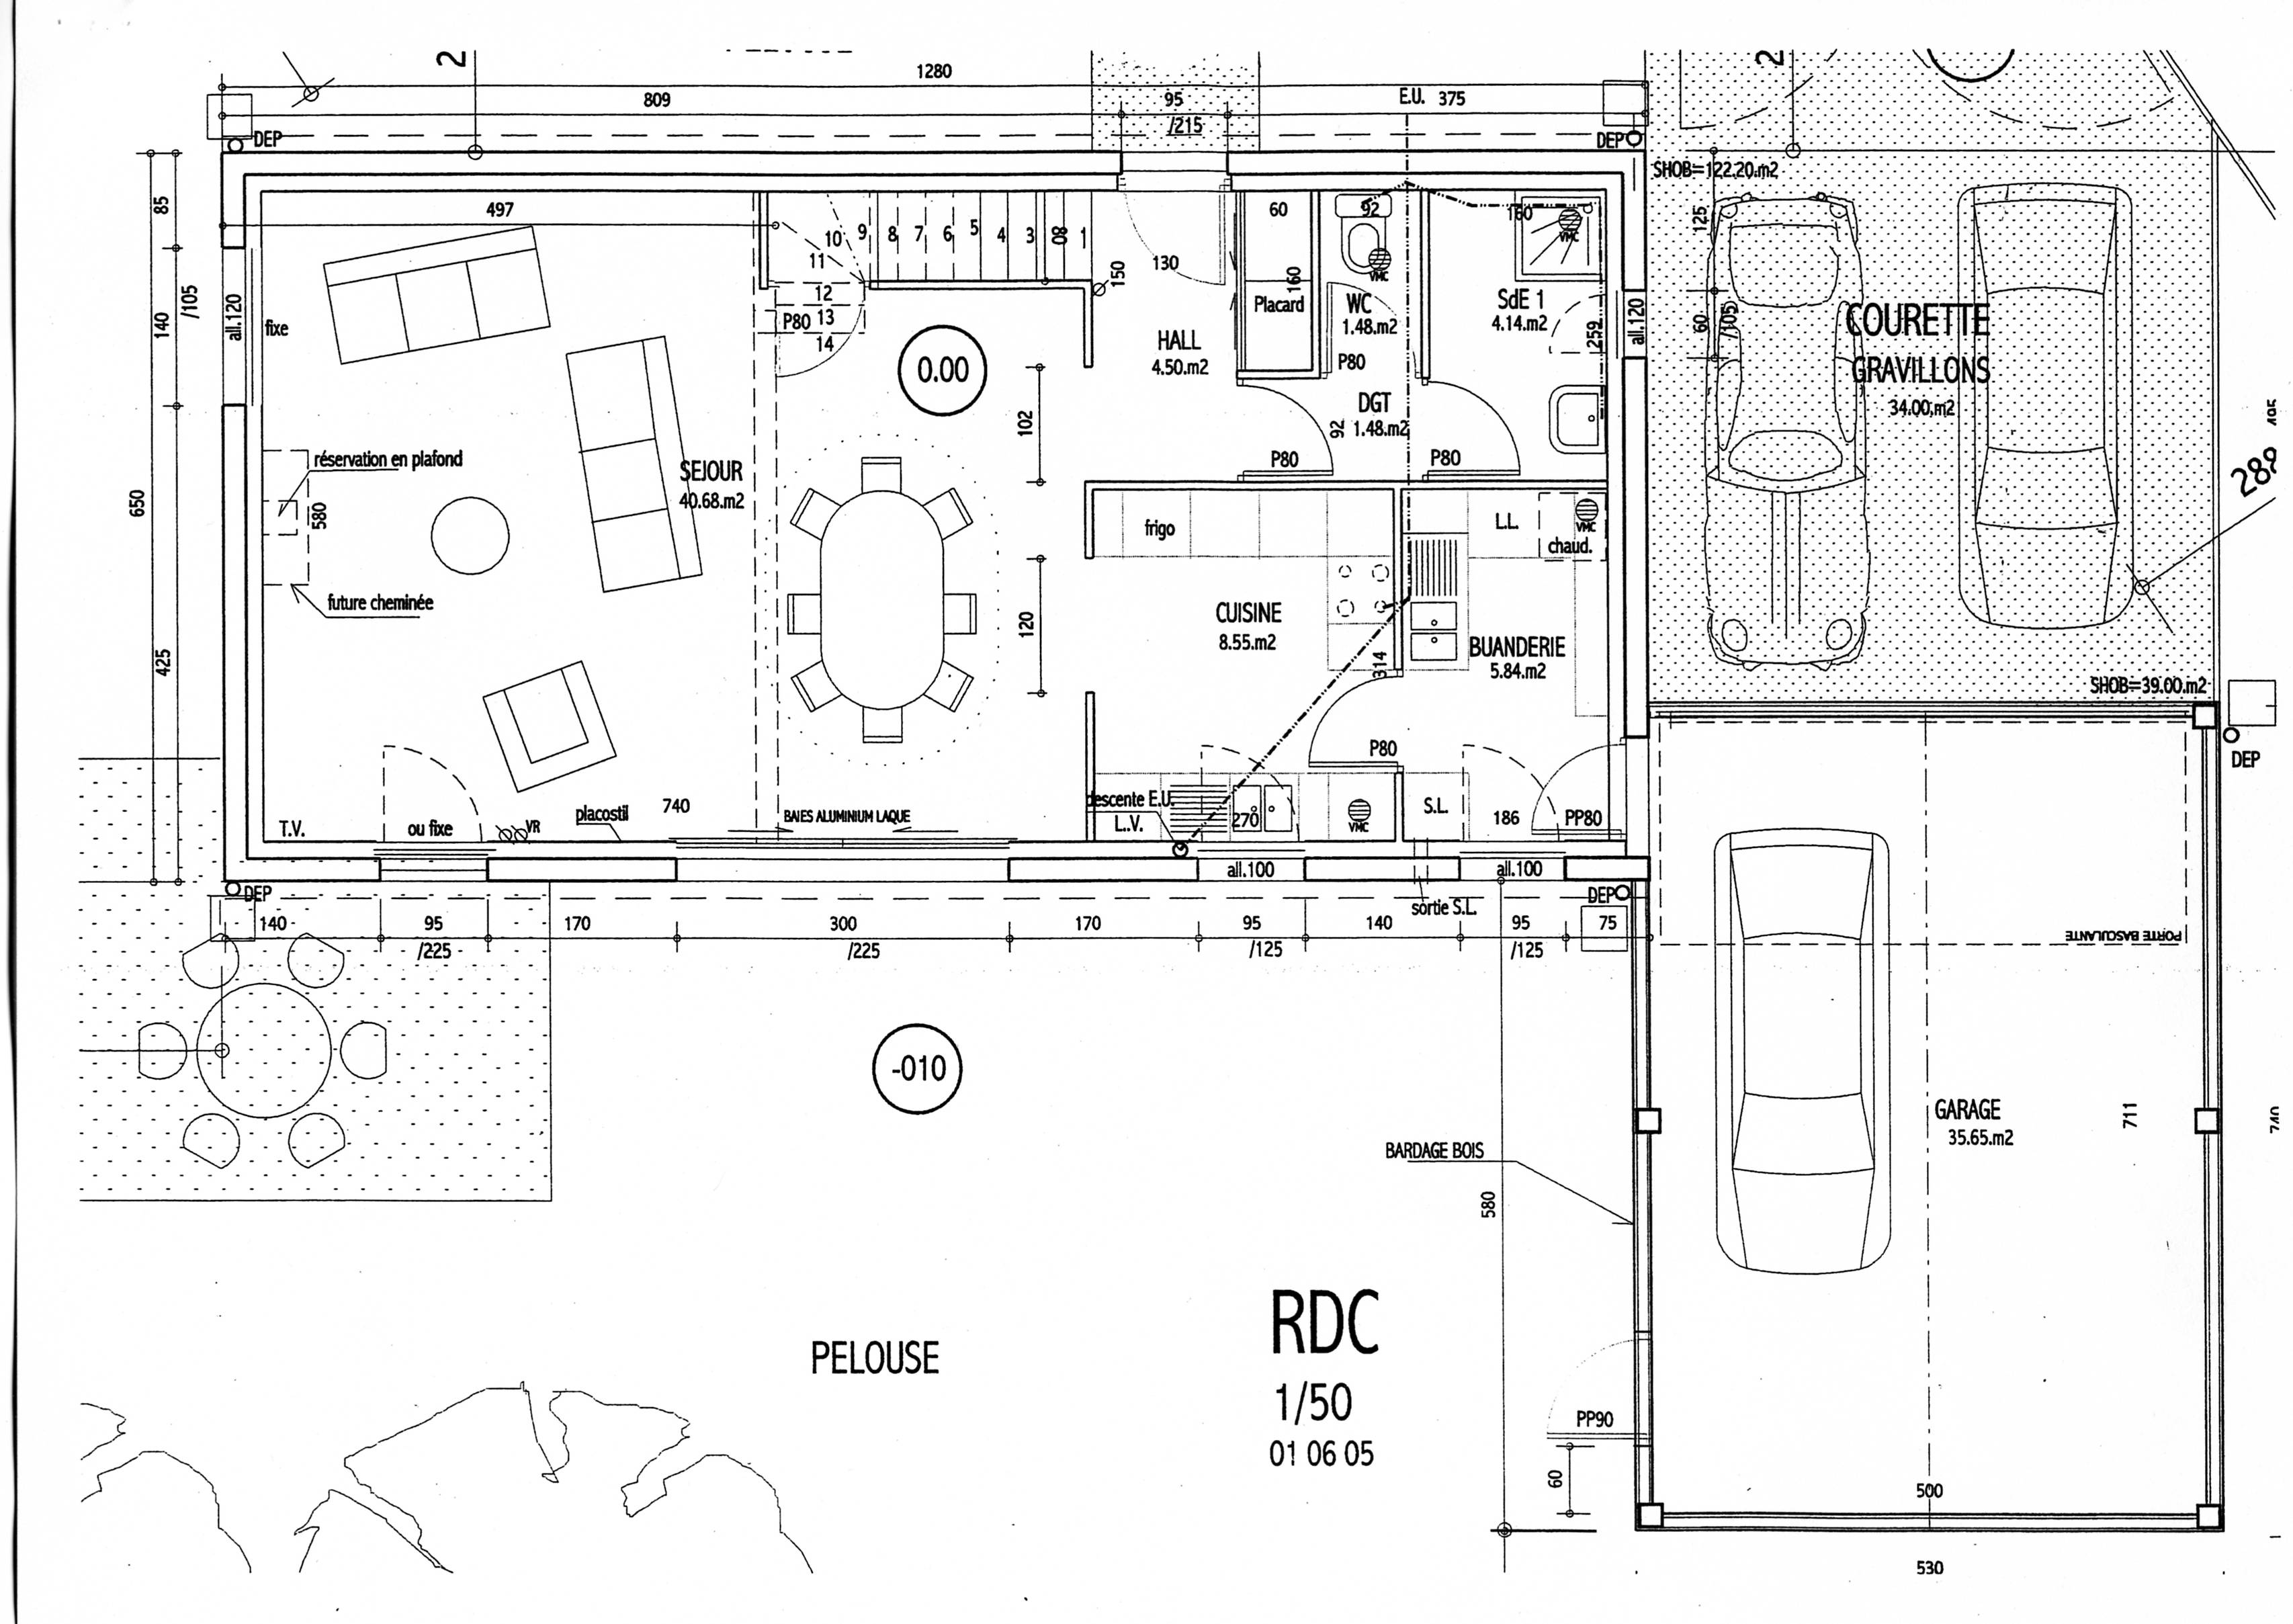 2
2
1280
809
95
/215
E.U.
375
DEP
DEP
SHOB=122.20.m2
85
140
/105
650
425
497
all.120
fixe
10
9
8
7
6
5
4
3
80
1
11
12
P80
13
14
150
130
60
160
Placard
92
VMC
WC
1.48.m2
P80
160
VMC
SdE 1
4.14.m2
259
all.120
125
60
/105
COURETTE
GRAVILLONS
34.00.m2
495
289
0.00
HALL
4.50.m2
102
DGT
92
1.48.m2
P80
P80
réservation en plafond
580
future cheminée
SEJOUR
40.68.m2
frigo
L.L.
VMC
chaud.
120
CUISINE
8.55.m2
314
BUANDERIE
5.84.m2
SHOB=39.00.m2
DEP
P80
T.V.
ou fixe
VR
placostil
740
BAIES ALUMINIUM LAQUE
descente E.U.
L.V.
270
VMC
S.L.
186
PP80
all.100
all.100
DEP
DEP
sortie S.L.
140
95
/225
170
300
/225
170
95
/125
140
95
/125
75
PORTE BASCULANTE
-010
BARDAGE BOIS
580
GARAGE
35.65.m2
711
740
PELOUSE
RDC
1/50
01 06 05
PP90
60
500
530